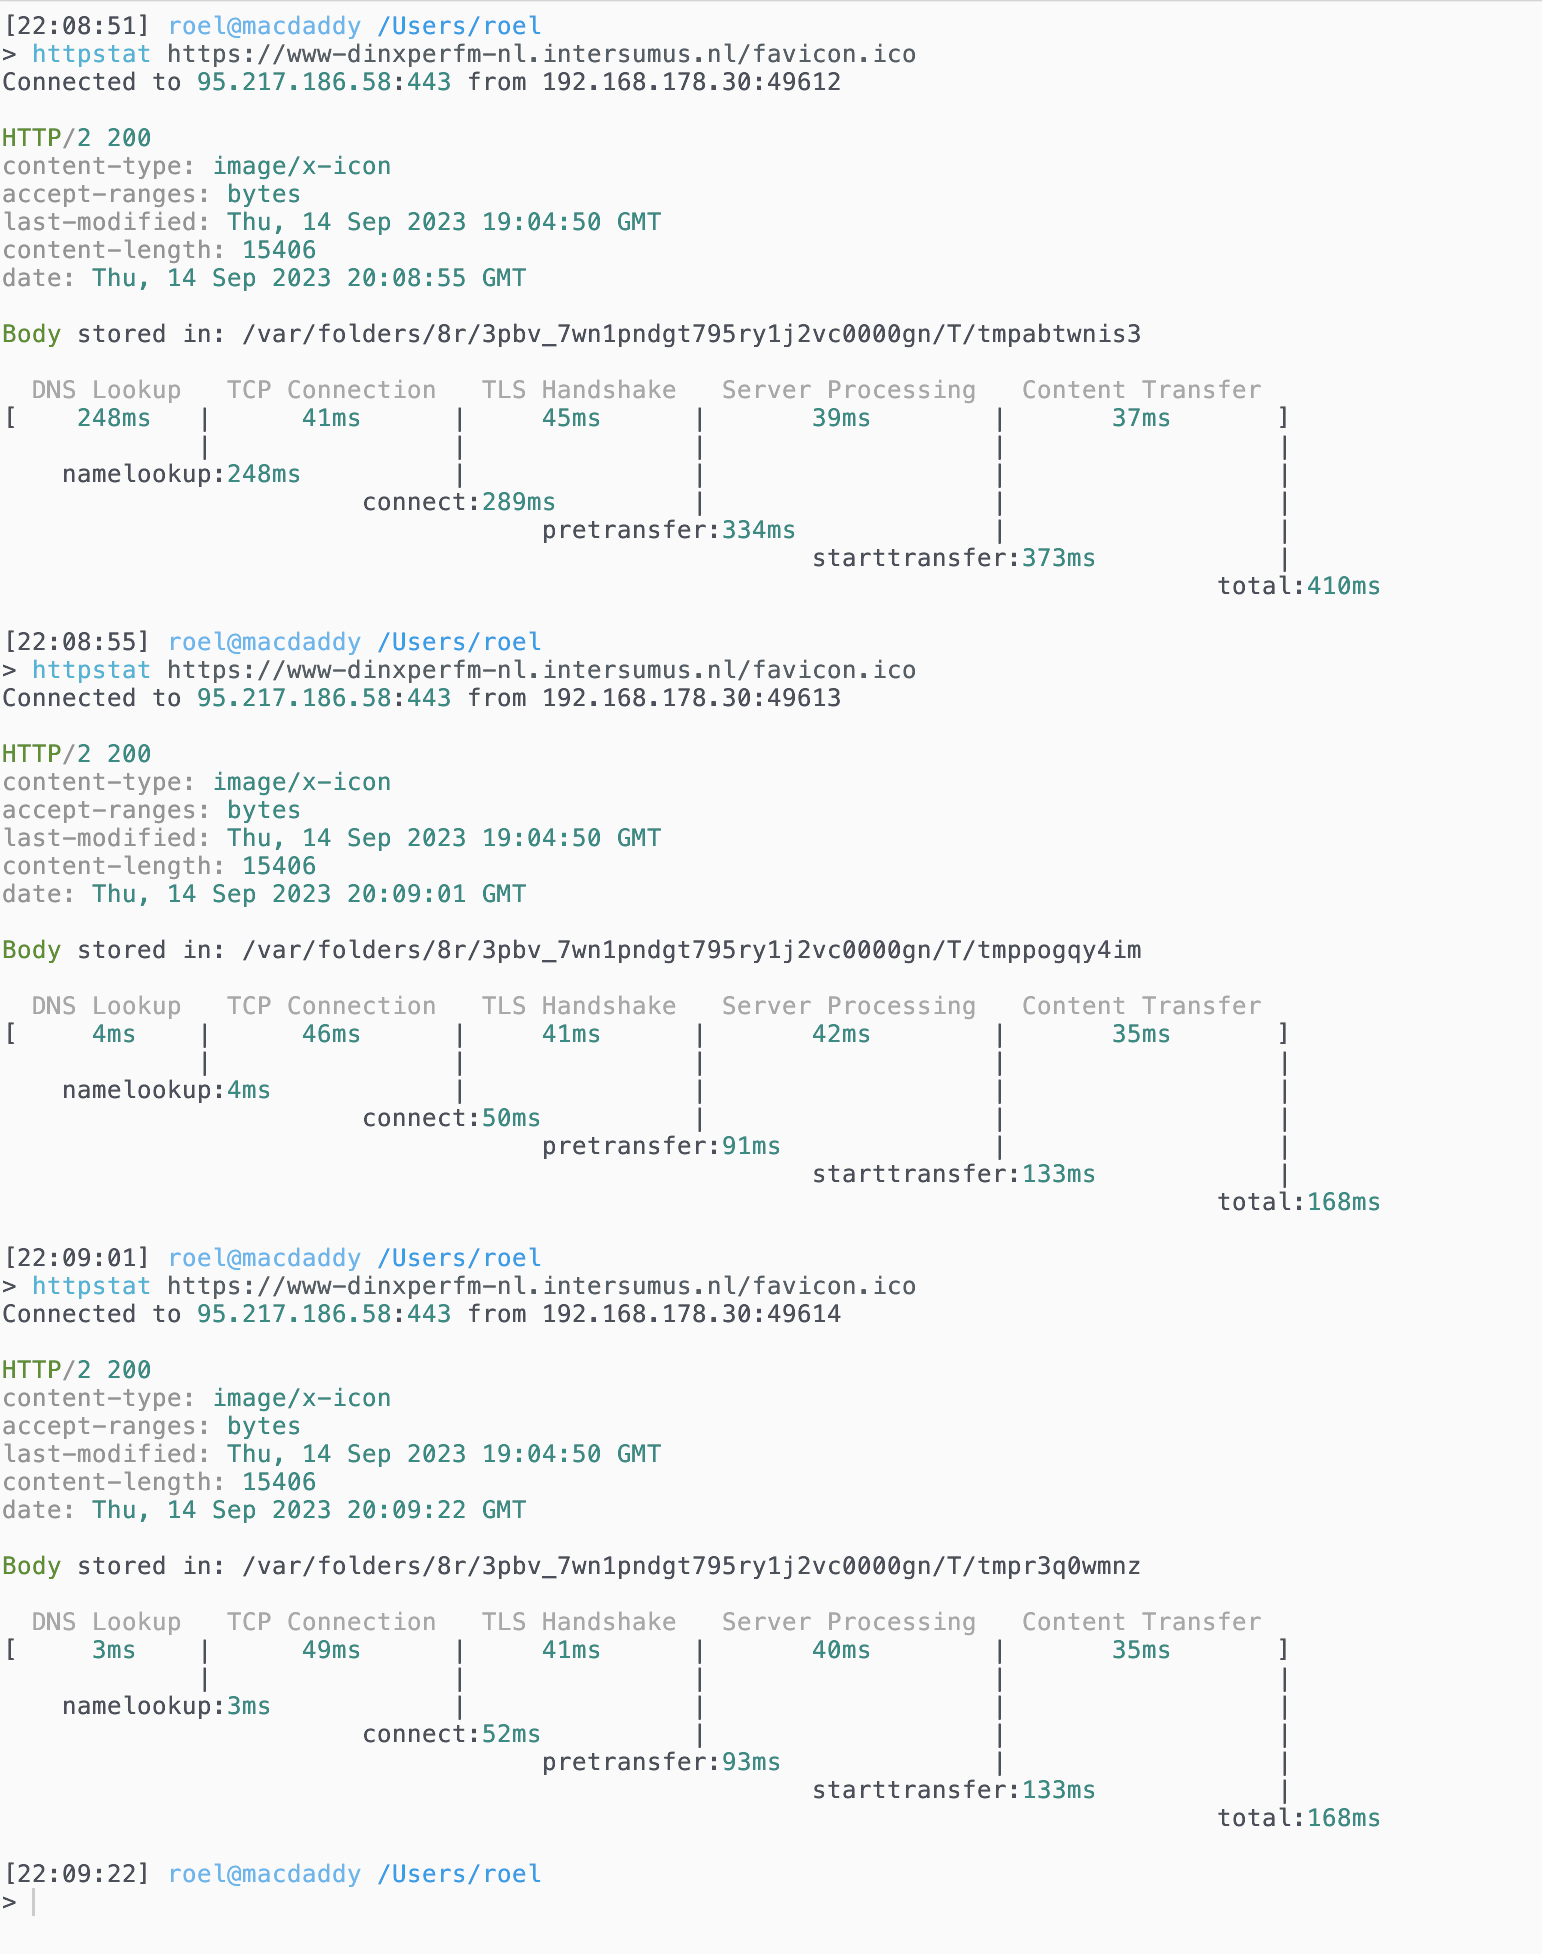 [22:08:51] roel@macdaddy /Users/roel
> httpstat https://www-dinxperfm-nl.intersumus.nl/favicon.ico
Connected to 95.217.186.58:443 from 192.168.178.30:49612
HTTP/2 200
content-type: image/x-icon
accept-ranges: bytes
last-modified: Thu, 14 Sep 2023 19:04:50 GMT
content-length: 15406
date: Thu, 14 Sep 2023 20:08:55 GMT
Body stored in: /var/folders/8r/3pbv_7wn1pndgt795ry1j2vc0000gn/T/tmpabtwnis3
DNS Lookup   TCP Connection   TLS Handshake   Server Processing   Content Transfer
[    248ms   |      41ms      |     45ms      |       39ms        |       37ms       ]
             |                |               |                   |                  |
    namelookup:248ms          |               |                   |                  |
                        connect:289ms         |                   |                  |
                                    pretransfer:334ms             |                  |
                                                      starttransfer:373ms            |
                                                                                 total:410ms
[22:08:55] roel@macdaddy /Users/roel
> httpstat https://www-dinxperfm-nl.intersumus.nl/favicon.ico
Connected to 95.217.186.58:443 from 192.168.178.30:49613
HTTP/2 200
content-type: image/x-icon
accept-ranges: bytes
last-modified: Thu, 14 Sep 2023 19:04:50 GMT
content-length: 15406
date: Thu, 14 Sep 2023 20:09:01 GMT
Body stored in: /var/folders/8r/3pbv_7wn1pndgt795ry1j2vc0000gn/T/tmppogqy4im
DNS Lookup   TCP Connection   TLS Handshake   Server Processing   Content Transfer
[     4ms    |      46ms      |     41ms      |       42ms        |       35ms       ]
             |                |               |                   |                  |
    namelookup:4ms            |               |                   |                  |
                        connect:50ms          |                   |                  |
                                    pretransfer:91ms              |                  |
                                                      starttransfer:133ms            |
                                                                                 total:168ms
[22:09:01] roel@macdaddy /Users/roel
> httpstat https://www-dinxperfm-nl.intersumus.nl/favicon.ico
Connected to 95.217.186.58:443 from 192.168.178.30:49614
HTTP/2 200
content-type: image/x-icon
accept-ranges: bytes
last-modified: Thu, 14 Sep 2023 19:04:50 GMT
content-length: 15406
date: Thu, 14 Sep 2023 20:09:22 GMT
Body stored in: /var/folders/8r/3pbv_7wn1pndgt795ry1j2vc0000gn/T/tmpr3q0wmnz
DNS Lookup   TCP Connection   TLS Handshake   Server Processing   Content Transfer
[     3ms    |      49ms      |     41ms      |       40ms        |       35ms       ]
             |                |               |                   |                  |
    namelookup:3ms            |               |                   |                  |
                        connect:52ms          |                   |                  |
                                    pretransfer:93ms              |                  |
                                                      starttransfer:133ms            |
                                                                                 total:168ms
[22:09:22] roel@macdaddy /Users/roel
>